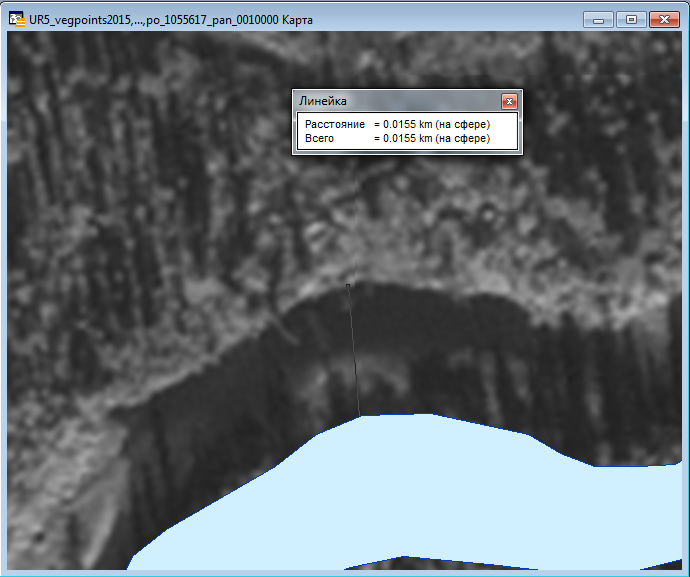 UR5_vegpoints2015,...,po_1055617_pan_0010000 Карта
Линейка
Расстояние = 0.0155 km (на сфере)
Всего = 0.0155 km (на сфере)